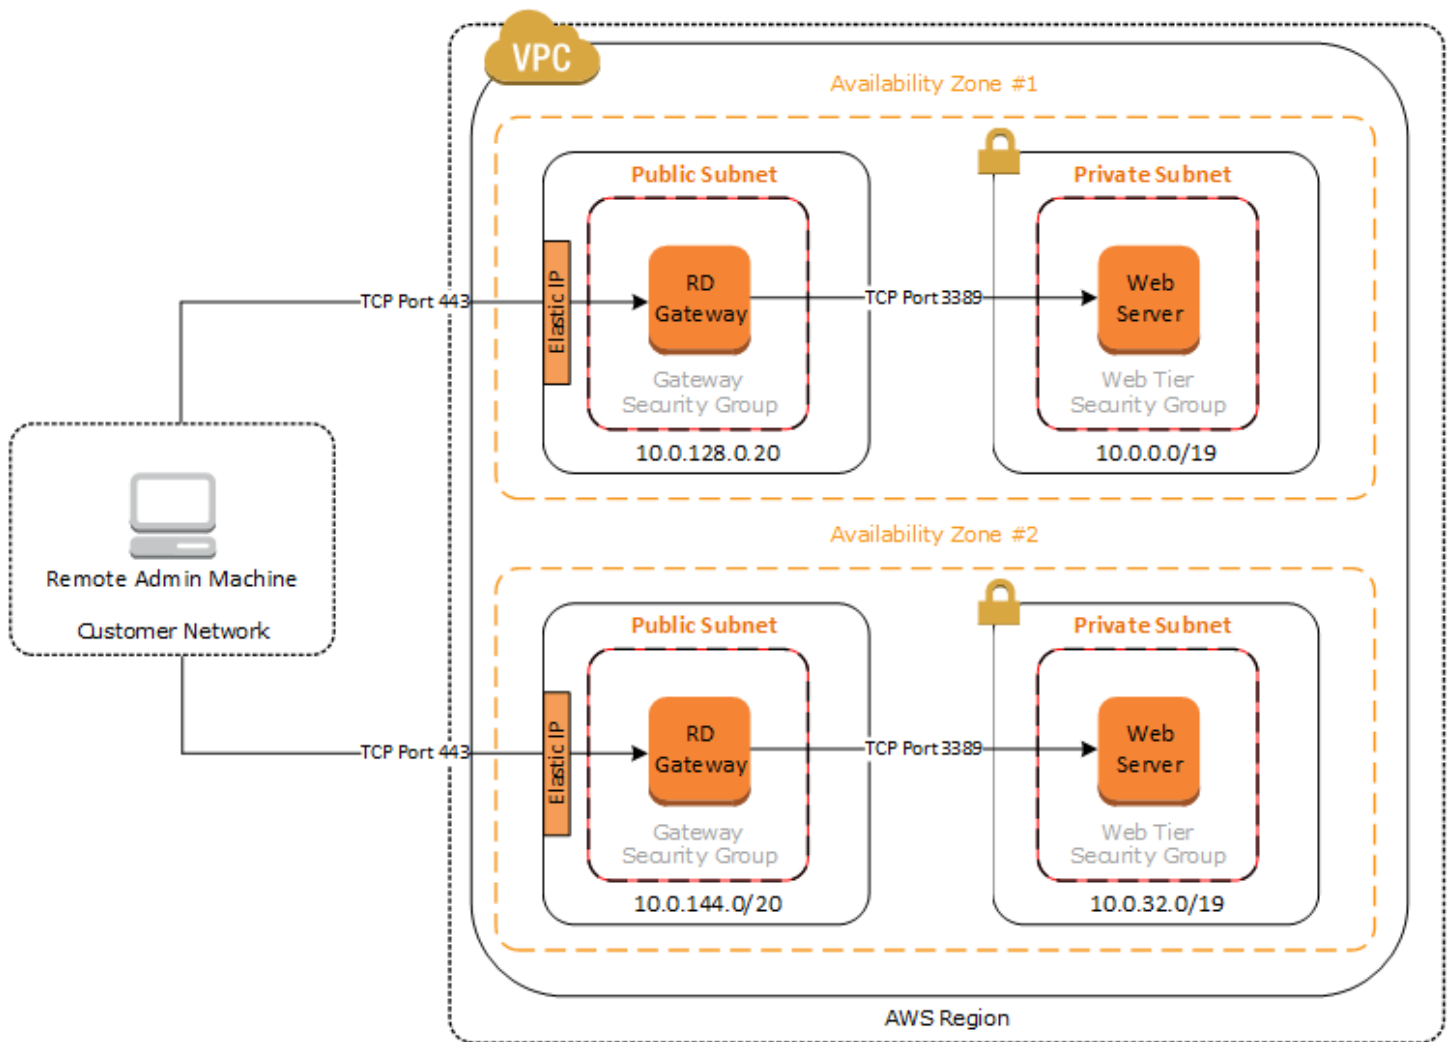 VPC
Availability Zone #1
Public Subnet
Private Subnet
TCP Port 443
Elastic IP
RD
Gateway
TCP Port 3389
Web
Server
Gateway
Security Group
Web Tier
Security Group
10.0.128.0.20
10.0.0.0/19
Remote Admin Machine
Customer Network
Availability Zone #2
Public Subnet
Private Subnet
TCP Port 443
Elastic IP
RD
Gateway
TCP Port 3389
Web
Server
Gateway
Security Group
Web Tier
Security Group
10.0.144.0/20
10.0.32.0/19
AWS Region